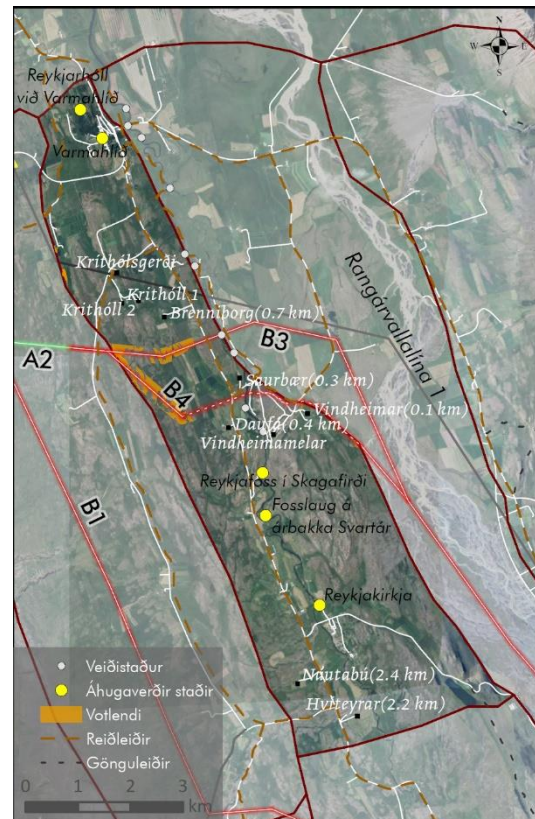 N
W E
S
Reykjarhóll
við Varmahlíð
Varmahlíð
Krithólsgerði
Krithóll 1
Krithóll 2
Brenniborg(0.7 km)
Rangárvallalína 1
A2
B3
B4
B1
Saurbær(0.3 km)
Vindheimar(0.1 km)
Daufá(0.4 km)
Vindheimamelar
Reykjafoss í Skagafirði
Fosslaug á
árbakka Svartár
Reykjakirkja
Nautabú(2.4 km)
Hvíteyrar(2.2 km)
Veiðistaður
Áhugaverðir staðir
Votlendi
Reiðleiðir
Gönguleiðir
0 1 2 3
km